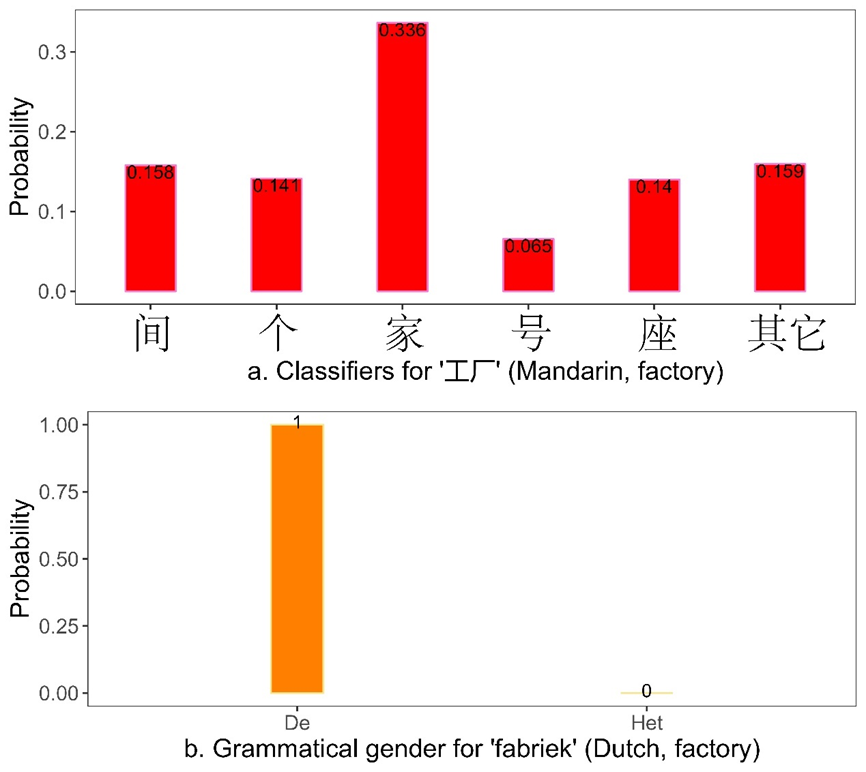 Probability
0.3
0.2
0.1
0.0
0.158
0.141
0.336
0.065
0.14
0.159
间 个 家 号 座 其它
a. Classifiers for '工厂' (Mandarin, factory)
Probability
1.00
0.75
0.50
0.25
0.00
1
0
De Het
b. Grammatical gender for 'fabriek' (Dutch, factory)